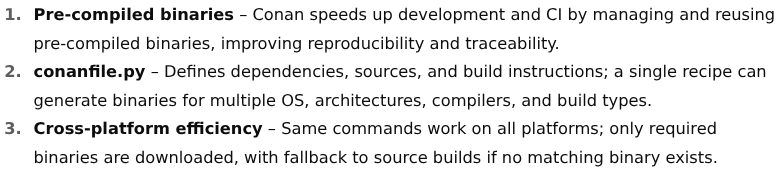 1. Pre-compiled binaries – Conan speeds up development and CI by managing and reusing
pre-compiled binaries, improving reproducibility and traceability.
2. conanfile.py – Defines dependencies, sources, and build instructions; a single recipe can
generate binaries for multiple OS, architectures, compilers, and build types.
3. Cross-platform efficiency – Same commands work on all platforms; only required
binaries are downloaded, with fallback to source builds if no matching binary exists.